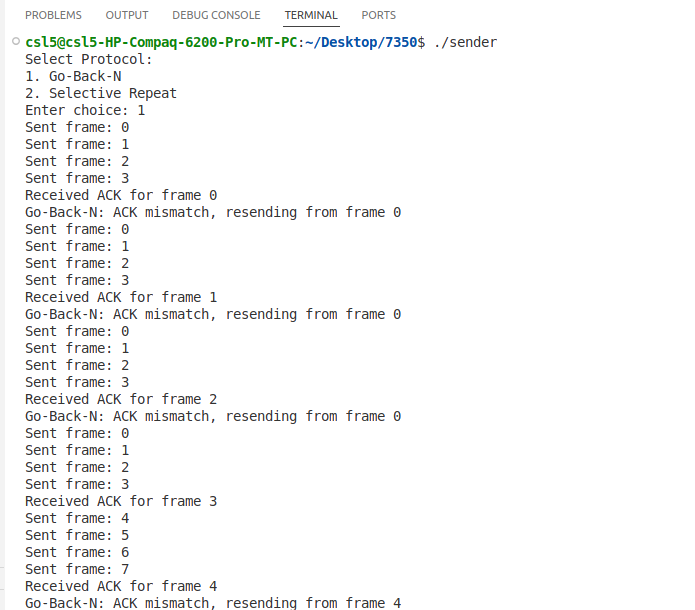 PROBLEMS OUTPUT DEBUG CONSOLE TERMINAL PORTS
csl5@csl5-HP-Compaq-6200-Pro-MT-PC:~/Desktop/7350$ ./sender
Select Protocol:
1. Go-Back-N
2. Selective Repeat
Enter choice: 1
Sent frame: 0
Sent frame: 1
Sent frame: 2
Sent frame: 3
Received ACK for frame 0
Go-Back-N: ACK mismatch, resending from frame 0
Sent frame: 0
Sent frame: 1
Sent frame: 2
Sent frame: 3
Received ACK for frame 1
Go-Back-N: ACK mismatch, resending from frame 0
Sent frame: 0
Sent frame: 1
Sent frame: 2
Sent frame: 3
Received ACK for frame 2
Go-Back-N: ACK mismatch, resending from frame 0
Sent frame: 0
Sent frame: 1
Sent frame: 2
Sent frame: 3
Received ACK for frame 3
Sent frame: 4
Sent frame: 5
Sent frame: 6
Sent frame: 7
Received ACK for frame 4
Go-Back-N: ACK mismatch, resending from frame 4